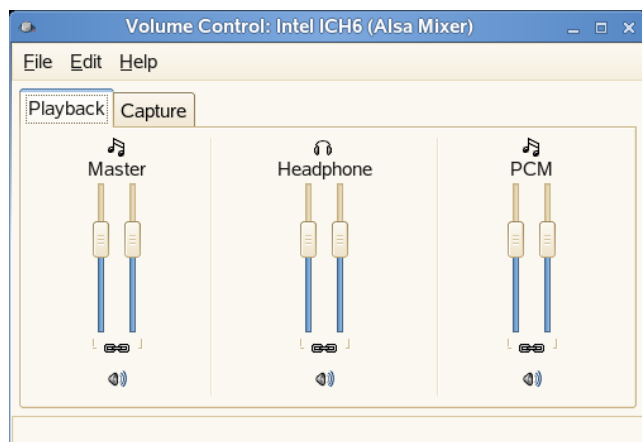 Volume Control: Intel ICH6 (Alsa Mixer)
File Edit Help
Playback Capture
Master Headphone PCM